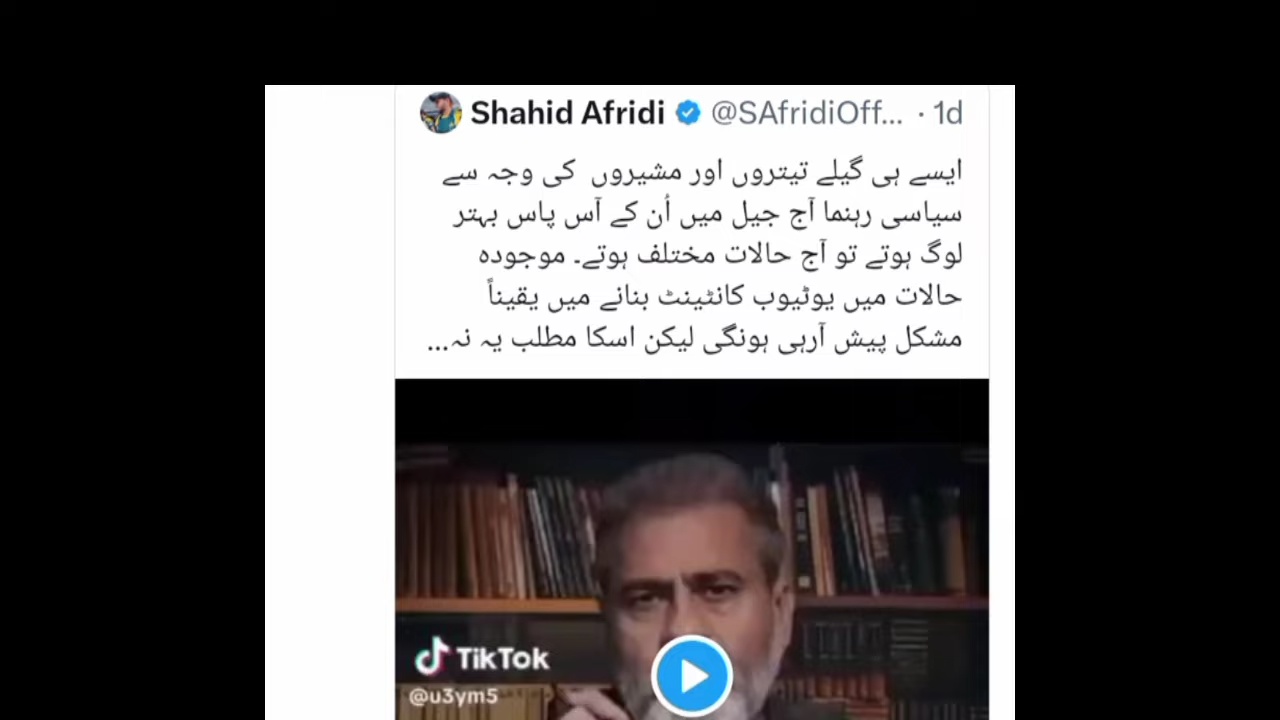 Shahid Afridi @SAfridiOff... · 1d
ایسے ہی گیلے تیتروں اور مشیروں کی وجہ سے
سیاسی رہنما آج جیل میں اُن کے آس پاس بہتر
لوگ ہوتے تو آج حالات مختلف ہوتے۔ موجودہ
حالات میں یوٹیوب کانٹینٹ بنانے میں یقیناً
مشکل پیش آرہی ہونگی لیکن اسکا مطلب یہ نہ...
TikTok
@u3ym5